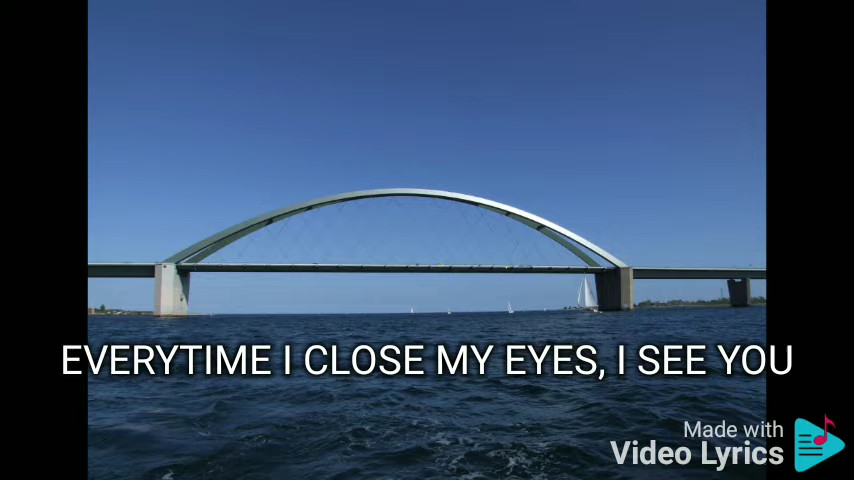 EVERYTIME I CLOSE MY EYES, I SEE YOU
Made with
Video Lyrics